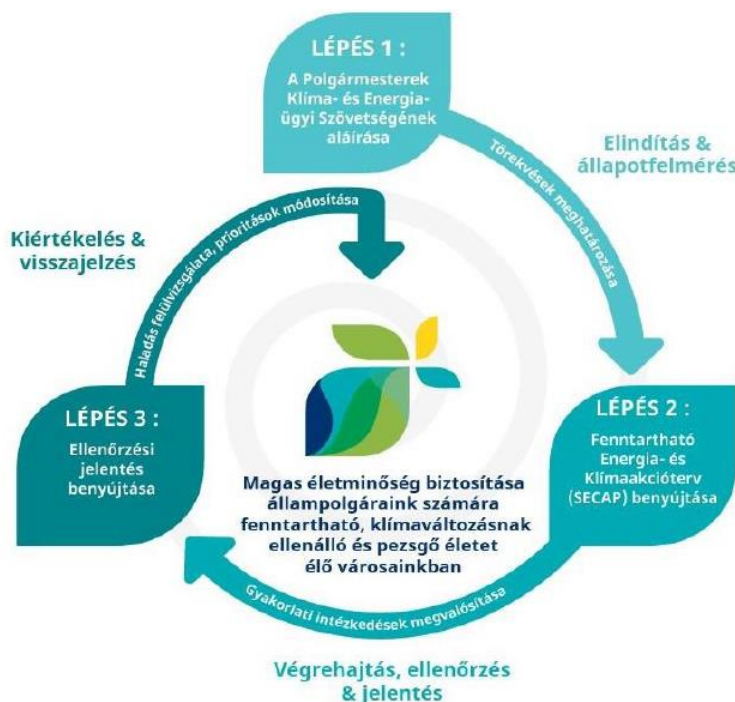 LÉPÉS 1 :
A Polgármesterek
Klíma- és Energia-
ügyi Szövetségének
aláírása
Törekvések meghatározása
Elindítás &
állapotfelmérés
LÉPÉS 2 :
Fenntartható
Energia- és
Klímaakcióterv
(SECAP) benyújtása
Gyakorlati intézkedések megvalósítása
Végrehajtás, ellenőrzés
& jelentés
LÉPÉS 3 :
Ellenőrzési
jelentés
benyújtása
Haladás felülvizsgálata, prioritások módosítása
Kiértékelés &
visszajelzés
Magas életminőség biztosítása
állampolgáraink számára
fenntartható, klímaváltozásnak
ellenálló és pezsgő életet
élő városainkban